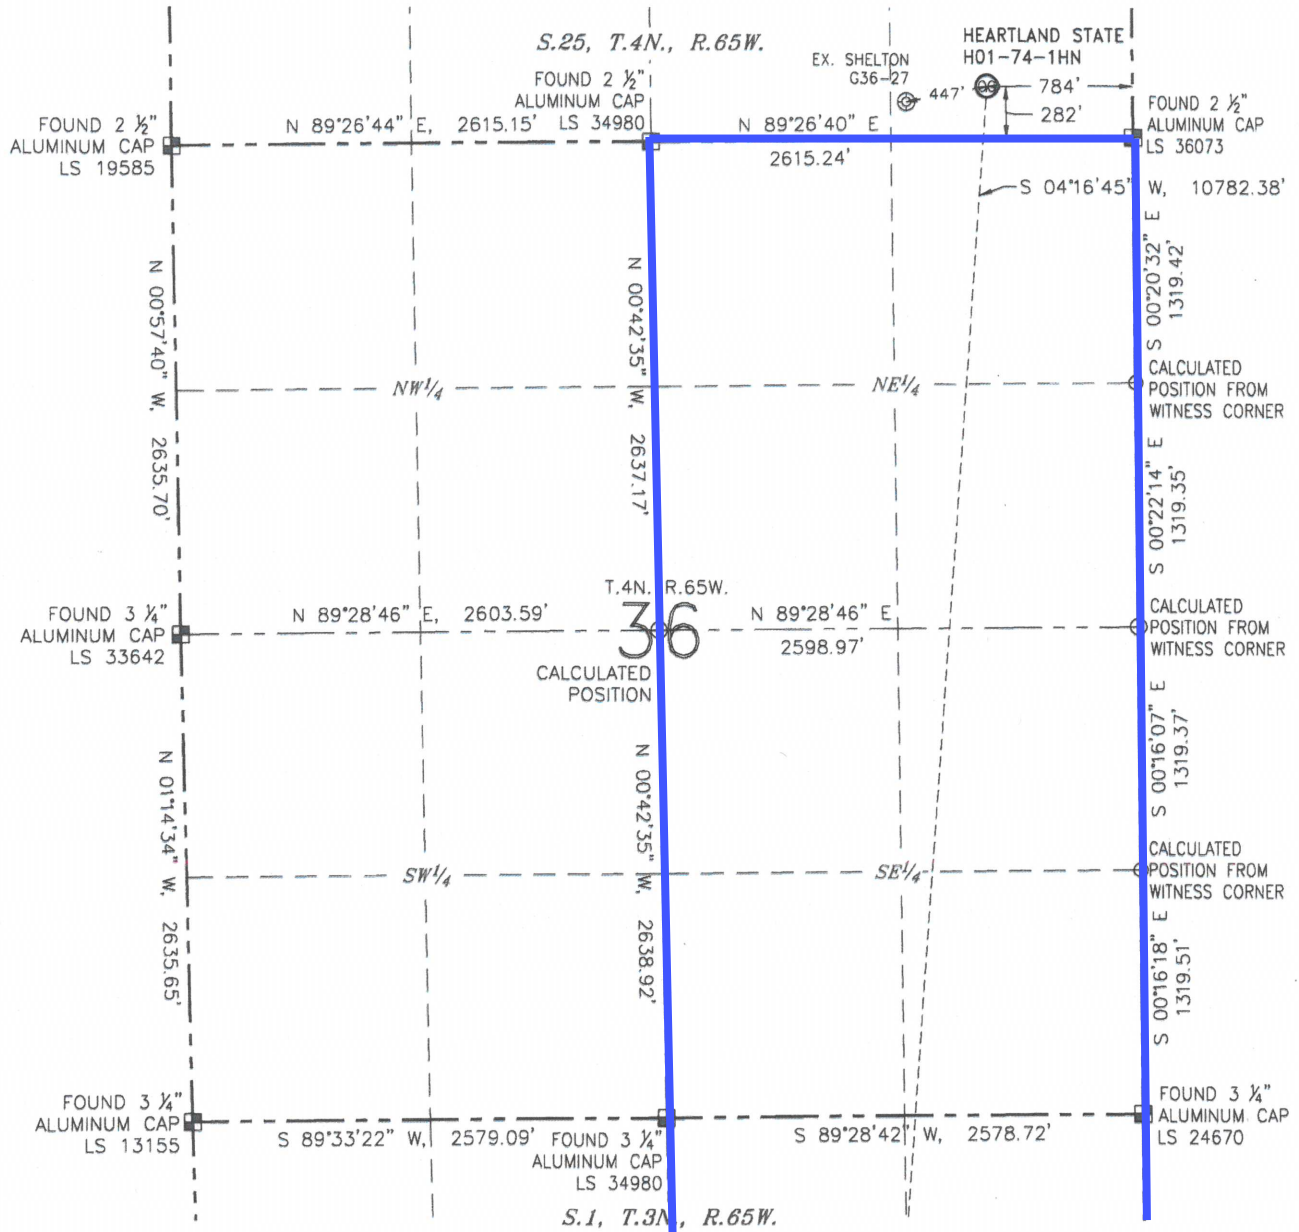 S.25, T.4N., R.65W.
HEARTLAND STATE
H01-74-1HN
EX. SHELTON
G36-27
447'
784'
282'
FOUND 2 ½"
ALUMINUM CAP
LS 34980
FOUND 2 ½"
ALUMINUM CAP
LS 19585
N 89°26'44" E, 2615.15'
N 89°26'40" E
2615.24'
FOUND 2 ½"
ALUMINUM CAP
LS 36073
S 04°16'45" W, 10782.38'
N 00°57'40" W, 2635.70'
N 00°42'35" W, 2637.17'
S 00°20'32" E
1319.42'
NW¼
NE¼
CALCULATED
POSITION FROM
WITNESS CORNER
S 00°22'14" E
1319.35'
T.4N. R.65W.
36
FOUND 3 ¼"
ALUMINUM CAP
LS 33642
N 89°28'46" E, 2603.59'
N 89°28'46" E
2598.97'
CALCULATED
POSITION
CALCULATED
POSITION FROM
WITNESS CORNER
N 01°14'34" W, 2635.65'
N 00°42'35" W, 2638.92'
S 00°16'07" E
1319.37'
SW¼
SE¼
CALCULATED
POSITION FROM
WITNESS CORNER
S 00°16'18" E
1319.51'
FOUND 3 ¼"
ALUMINUM CAP
LS 13155
S 89°33'22" W, 2579.09'
FOUND 3 ¼"
ALUMINUM CAP
LS 34980
S 89°28'42" W, 2578.72'
FOUND 3 ¼"
ALUMINUM CAP
LS 24670
S.1, T.3N., R.65W.